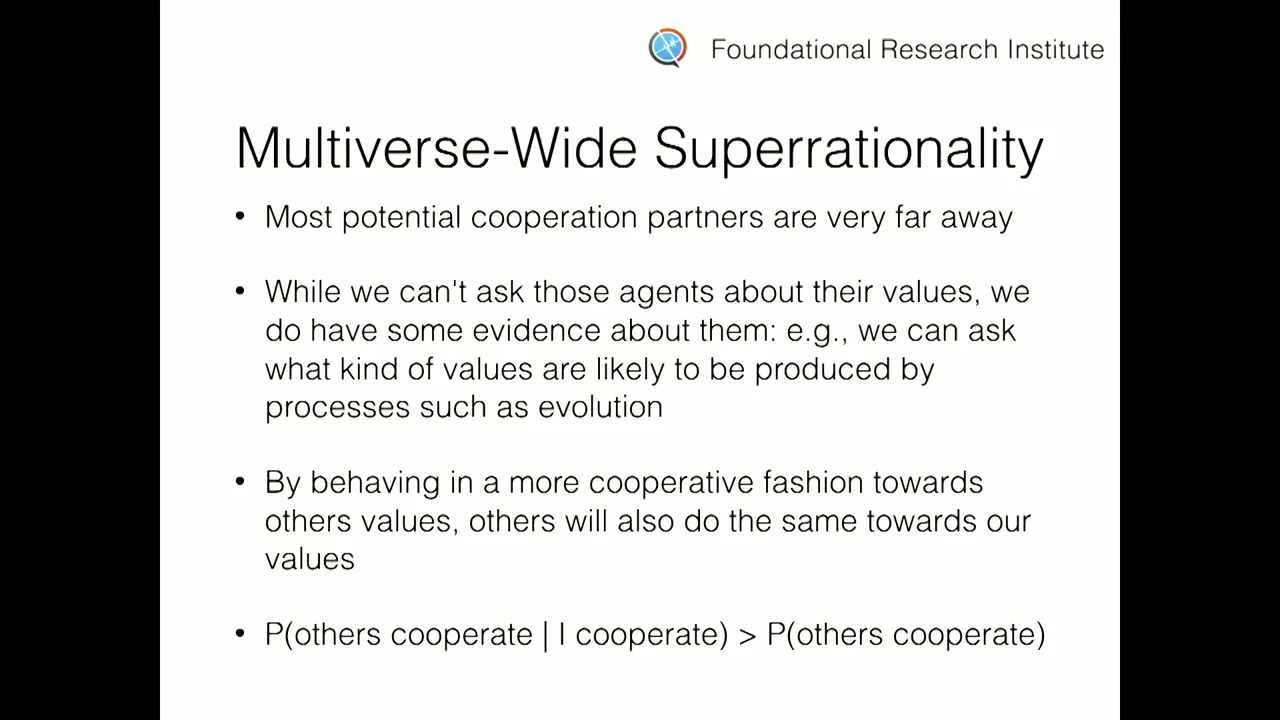 Foundational Research Institute
Multiverse-Wide Superrationality
• Most potential cooperation partners are very far away
• While we can't ask those agents about their values, we
do have some evidence about them: e.g., we can ask
what kind of values are likely to be produced by
processes such as evolution
• By behaving in a more cooperative fashion towards
others values, others will also do the same towards our
values
• P(others cooperate | I cooperate) > P(others cooperate)